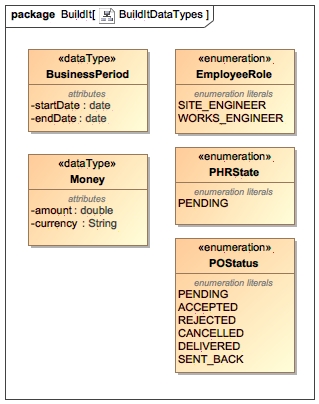 package BuildIt[ BuildItDataTypes ]
«dataType»
BusinessPeriod
attributes
-startDate : date
-endDate : date
«dataType»
Money
attributes
-amount : double
-currency : String
«enumeration»
EmployeeRole
enumeration literals
SITE_ENGINEER
WORKS_ENGINEER
«enumeration»
PHRState
enumeration literals
PENDING
«enumeration»
POStatus
enumeration literals
PENDING
ACCEPTED
REJECTED
CANCELLED
DELIVERED
SENT_BACK